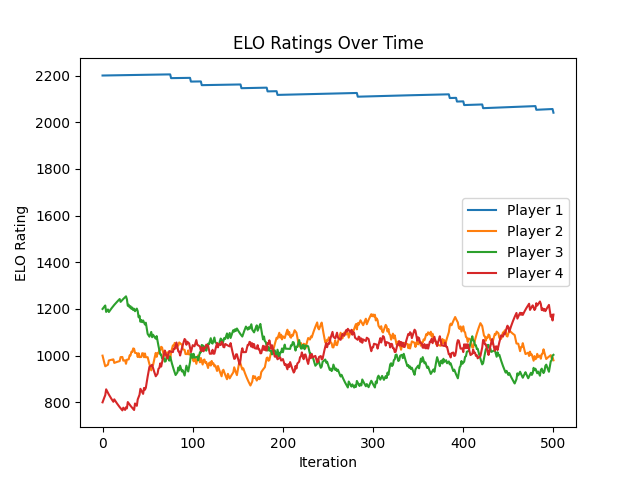 ELO Ratings Over Time
ELO Rating
2200
2000
1800
1600
1400
1200
1000
800
Player 1
Player 2
Player 3
Player 4
0 100 200 300 400 500
Iteration